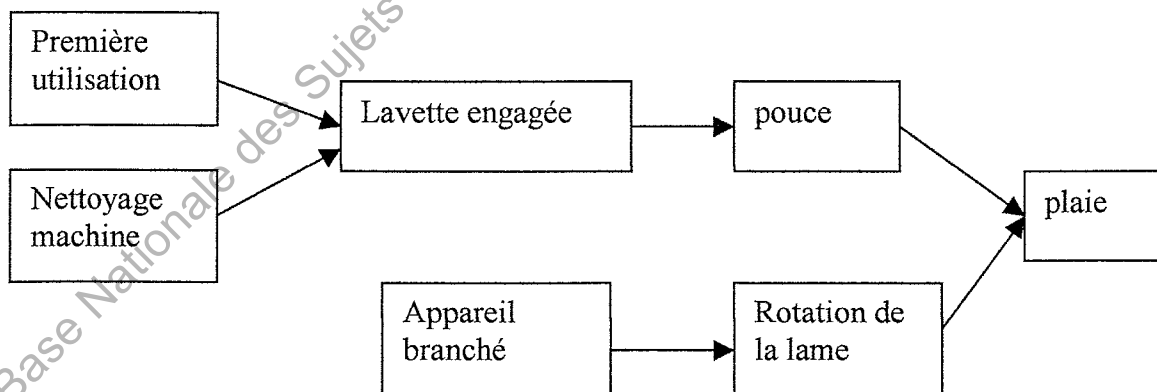 Première
utilisation
Nettoyage
machine
Lavette engagée
pouce
plaie
Appareil
branché
Rotation de
la lame
Base Nationale des Sujets